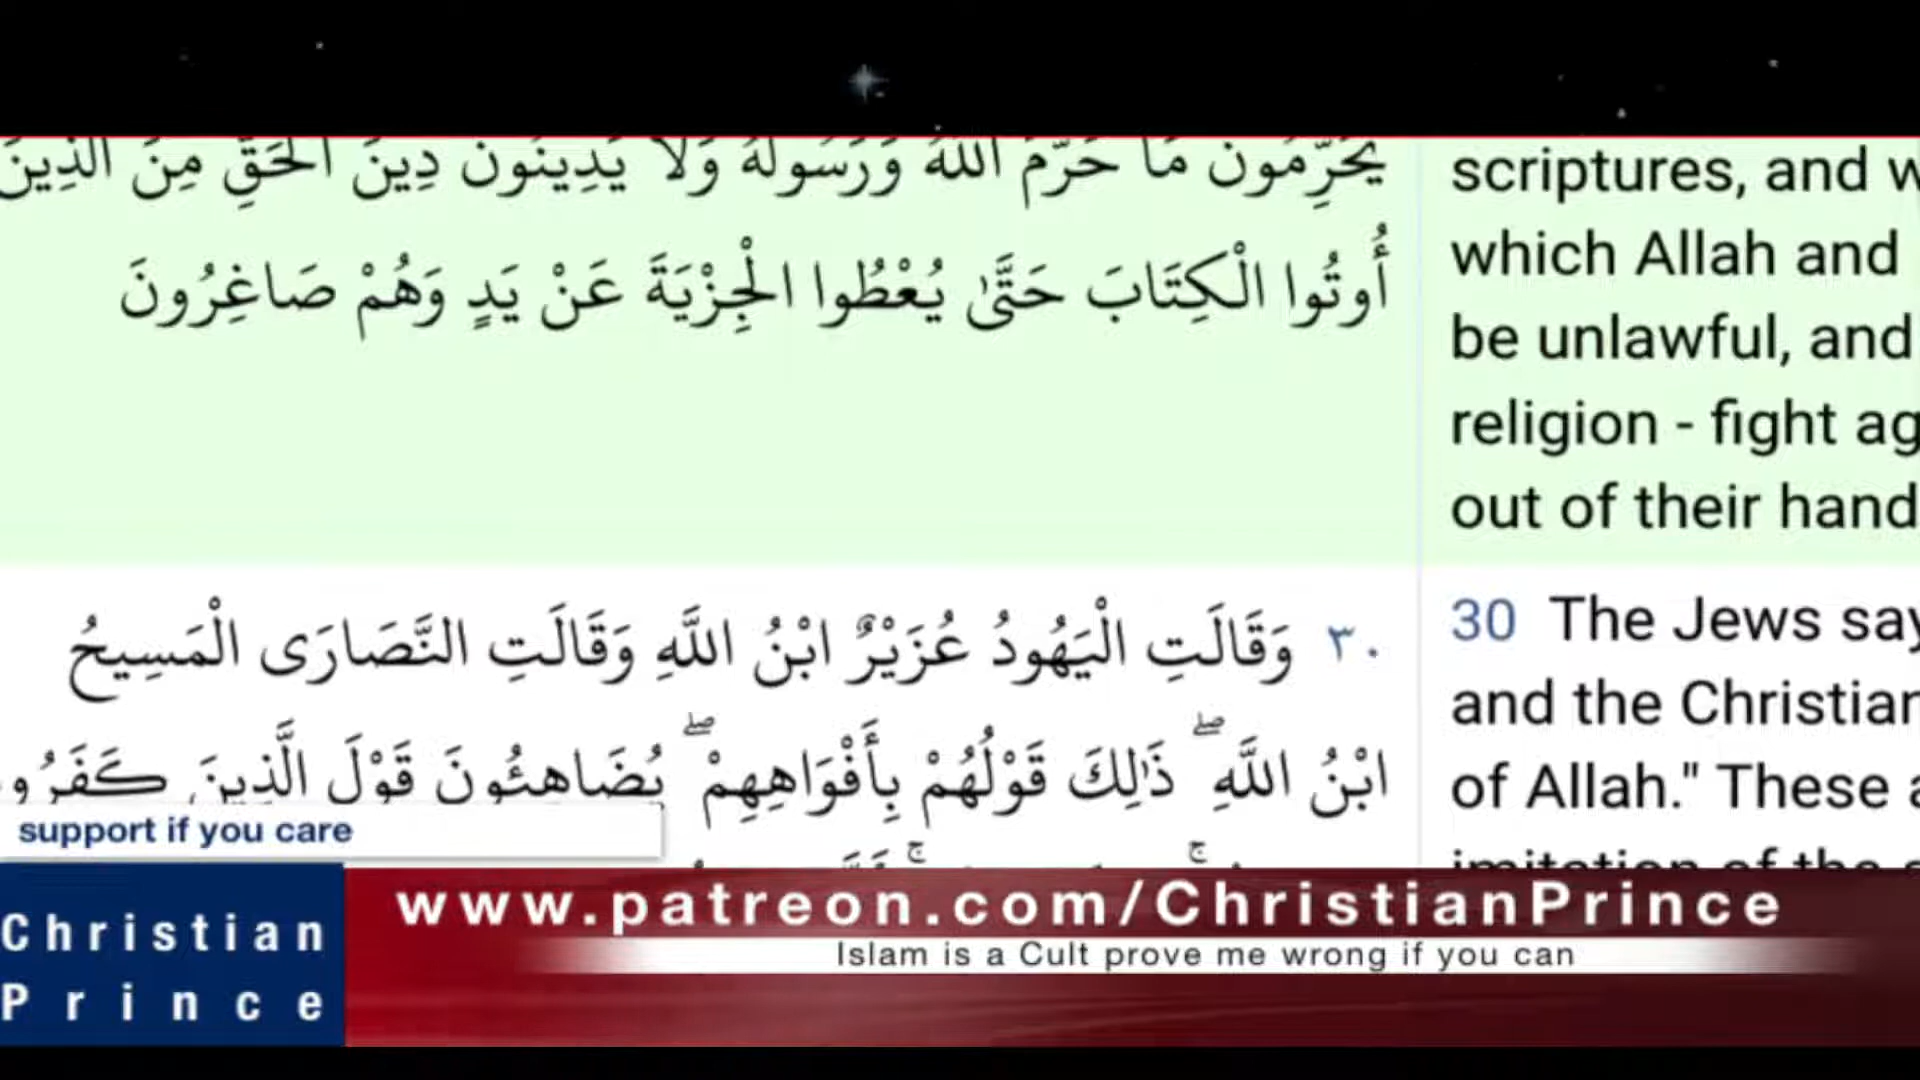 يُحَرِّمُونَ مَا حَرَّمَ اللَّهُ وَرَسُولُهُ وَلَا يَدِينُونَ دِينَ الْحَقِّ مِنَ الَّذِينَ
أُوتُوا الْكِتَابَ حَتَّىٰ يُعْطُوا الْجِزْيَةَ عَنْ يَدٍ وَهُمْ صَاغِرُونَ
scriptures, and w
which Allah and
be unlawful, and
religion - fight ag
out of their hand
٣٠ وَقَالَتِ الْيَهُودُ عُزَيْرٌ ابْنُ اللَّهِ وَقَالَتِ النَّصَارَى الْمَسِيحُ
ابْنُ اللَّهِ ۖ ذَٰلِكَ قَوْلُهُمْ بِأَفْوَاهِهِمْ ۖ يُضَاهِئُونَ قَوْلَ الَّذِينَ كَفَرُو
30 The Jews say
and the Christian
of Allah." These a
imitation of the s
support if you care
Christian
Prince
www.patreon.com/ChristianPrince
Islam is a Cult prove me wrong if you can